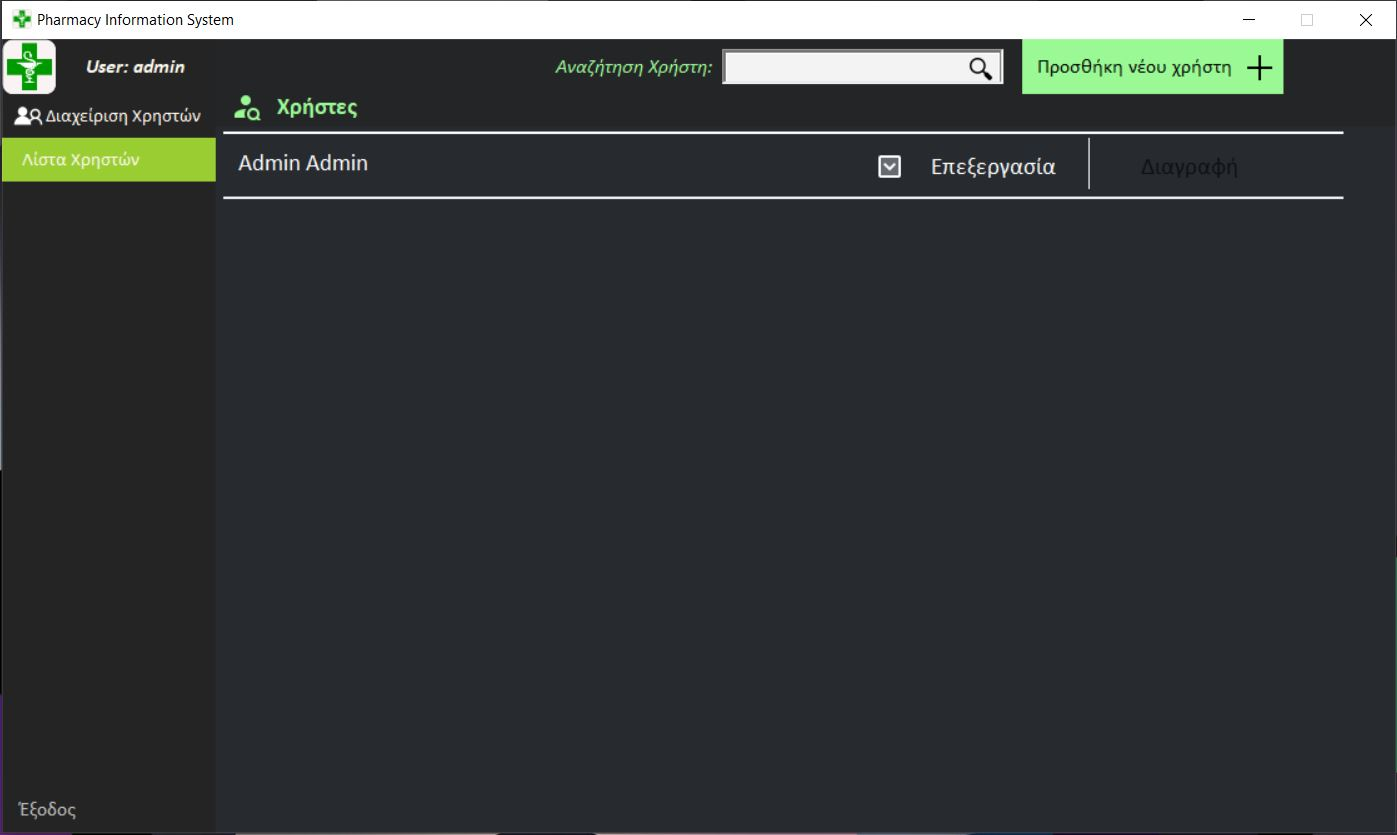 Pharmacy Information System
User: admin
Αναζήτηση Χρήστη:
Προσθήκη νέου χρήστη
Διαχείριση Χρηστών
Χρήστες
Λίστα Χρηστών
Admin Admin
Επεξεργασία
Διαγραφή
Έξοδος